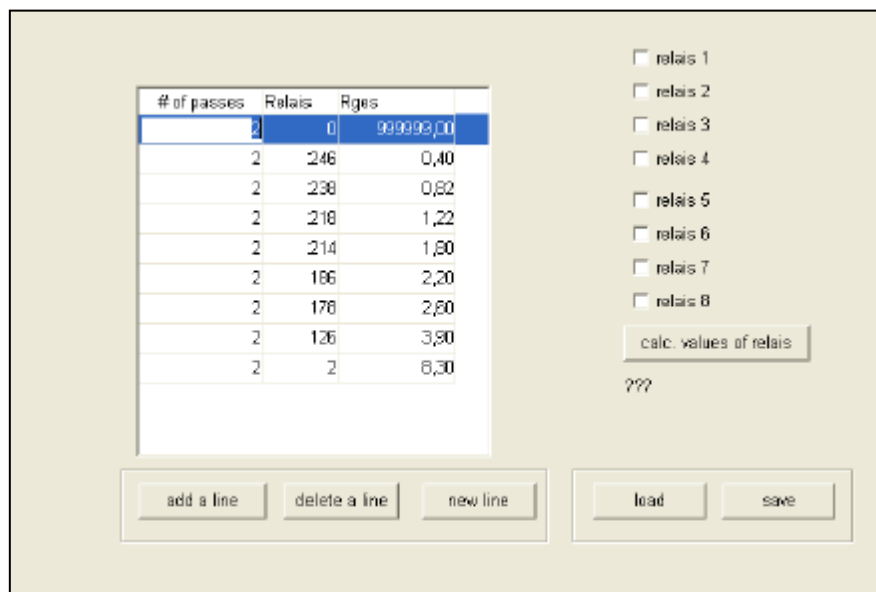 # of passes Relais Rges
2 0 999999,00
2 246 0,40
2 238 0,82
2 218 1,22
2 214 1,80
2 186 2,20
2 178 2,80
2 126 3,90
2 2 8,30
relais 1
relais 2
relais 3
relais 4
relais 5
relais 6
relais 7
relais 8
calc. values of relais
???
add a line
delete a line
new line
load
save